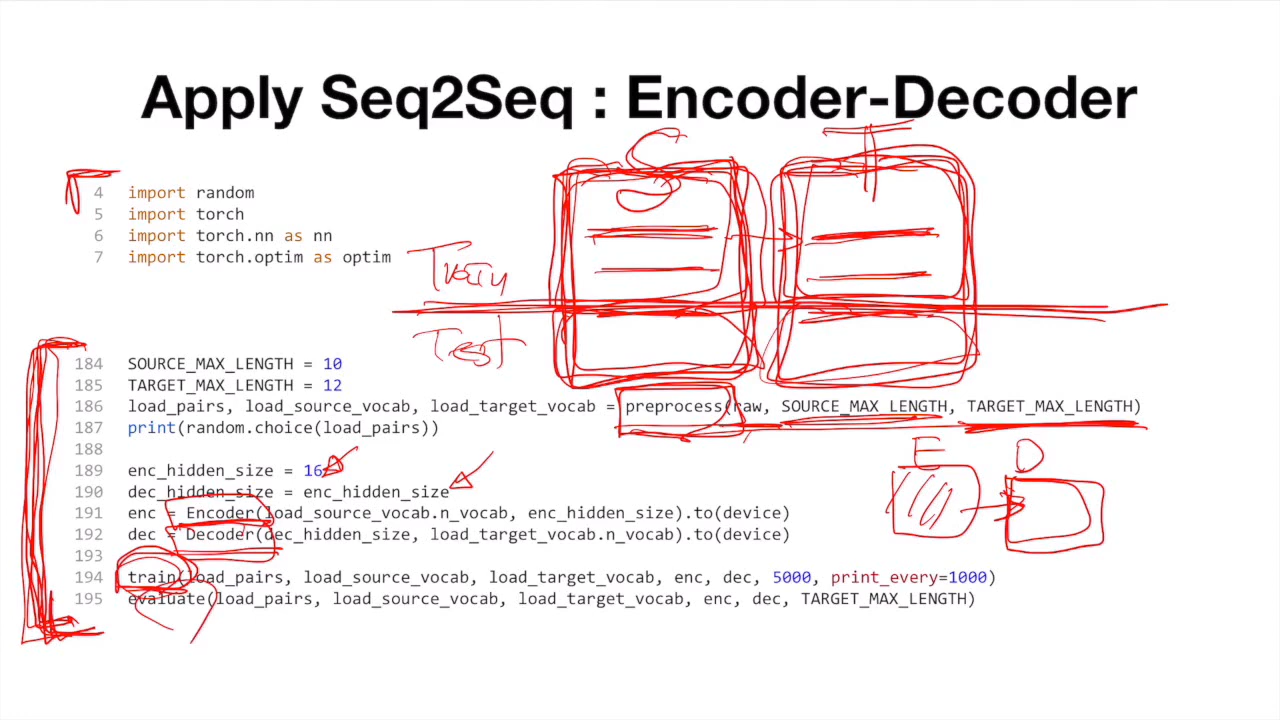 Apply Seq2Seq : Encoder-Decoder
S T
4 import random
5 import torch
6 import torch.nn as nn
7 import torch.optim as optim
Train
Test
184 SOURCE_MAX_LENGTH = 10
185 TARGET_MAX_LENGTH = 12
186 load_pairs, load_source_vocab, load_target_vocab = preprocess(raw, SOURCE_MAX_LENGTH, TARGET_MAX_LENGTH)
187 print(random.choice(load_pairs))
188
E D
189 enc_hidden_size = 16
190 dec_hidden_size = enc_hidden_size
191 enc = Encoder(load_source_vocab.n_vocab, enc_hidden_size).to(device)
192 dec = Decoder(dec_hidden_size, load_target_vocab.n_vocab).to(device)
193
194 train(load_pairs, load_source_vocab, load_target_vocab, enc, dec, 5000, print_every=1000)
195 evaluate(load_pairs, load_source_vocab, load_target_vocab, enc, dec, TARGET_MAX_LENGTH)